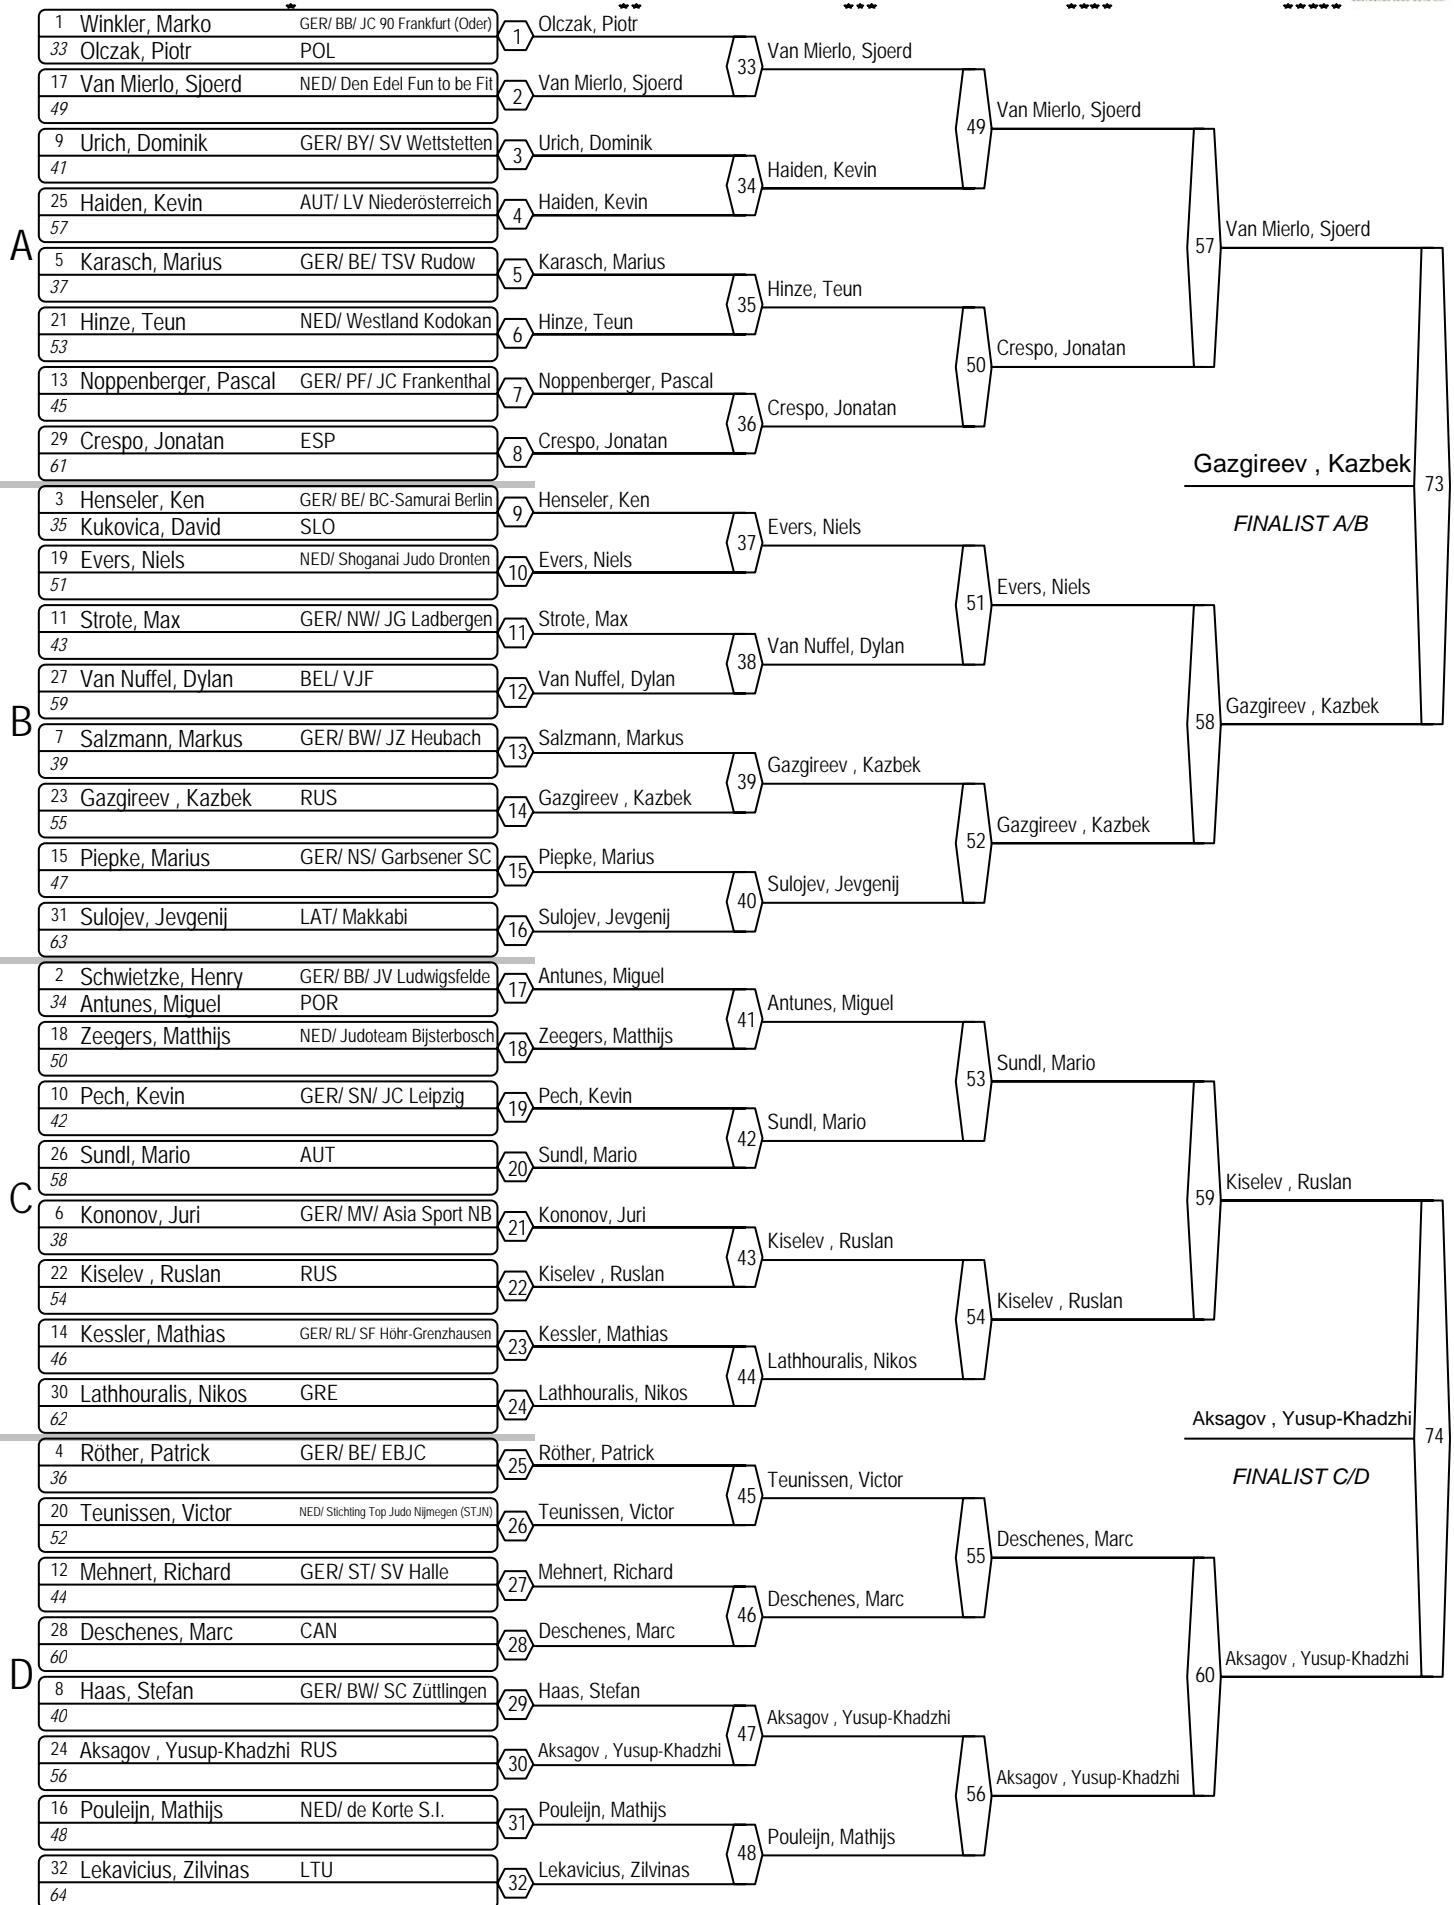 * ** *** **** *****
1 Winkler, Marko GER/ BB/ JC 90 Frankfurt (Oder)
33 Olczak, Piotr POL
1 Olczak, Piotr
33 Van Mierlo, Sjoerd
17 Van Mierlo, Sjoerd NED/ Den Edel Fun to be Fit
49
2 Van Mierlo, Sjoerd
49 Van Mierlo, Sjoerd
9 Urich, Dominik GER/ BY/ SV Wettstetten
41
3 Urich, Dominik
34 Haiden, Kevin
25 Haiden, Kevin AUT/ LV Niederösterreich
57
4 Haiden, Kevin
A
57 Van Mierlo, Sjoerd
5 Karasch, Marius GER/ BE/ TSV Rudow
37
5 Karasch, Marius
35 Hinze, Teun
21 Hinze, Teun NED/ Westland Kodokan
53
6 Hinze, Teun
50 Crespo, Jonatan
13 Noppenberger, Pascal GER/ PF/ JC Frankenthal
45
7 Noppenberger, Pascal
36 Crespo, Jonatan
29 Crespo, Jonatan ESP
61
8 Crespo, Jonatan
Gazgireev , Kazbek 73
FINALIST A/B
3 Henseler, Ken GER/ BE/ BC-Samurai Berlin
35 Kukovica, David SLO
9 Henseler, Ken
37 Evers, Niels
19 Evers, Niels NED/ Shoganai Judo Dronten
51
10 Evers, Niels
51 Evers, Niels
11 Strote, Max GER/ NW/ JG Ladbergen
43
11 Strote, Max
38 Van Nuffel, Dylan
27 Van Nuffel, Dylan BEL/ VJF
59
12 Van Nuffel, Dylan
B
58 Gazgireev , Kazbek
7 Salzmann, Markus GER/ BW/ JZ Heubach
39
13 Salzmann, Markus
39 Gazgireev , Kazbek
23 Gazgireev , Kazbek RUS
55
14 Gazgireev , Kazbek
52 Gazgireev , Kazbek
15 Piepke, Marius GER/ NS/ Garbsener SC
47
15 Piepke, Marius
40 Sulojev, Jevgenij
31 Sulojev, Jevgenij LAT/ Makkabi
63
16 Sulojev, Jevgenij
2 Schwietzke, Henry GER/ BB/ JV Ludwigsfelde
34 Antunes, Miguel POR
17 Antunes, Miguel
41 Antunes, Miguel
18 Zeegers, Matthijs NED/ Judoteam Bijsterbosch
50
18 Zeegers, Matthijs
53 Sundl, Mario
10 Pech, Kevin GER/ SN/ JC Leipzig
42
19 Pech, Kevin
42 Sundl, Mario
26 Sundl, Mario AUT
58
20 Sundl, Mario
C
59 Kiselev , Ruslan
6 Kononov, Juri GER/ MV/ Asia Sport NB
38
21 Kononov, Juri
43 Kiselev , Ruslan
22 Kiselev , Ruslan RUS
54
22 Kiselev , Ruslan
54 Kiselev , Ruslan
14 Kessler, Mathias GER/ RL/ SF Höhr-Grenzhausen
46
23 Kessler, Mathias
44 Lathhouralis, Nikos
30 Lathhouralis, Nikos GRE
62
24 Lathhouralis, Nikos
Aksagov , Yusup-Khadzhi 74
FINALIST C/D
4 Röther, Patrick GER/ BE/ EBJC
36
25 Röther, Patrick
45 Teunissen, Victor
20 Teunissen, Victor NED/ Stichting Top Judo Nijmegen (STJN)
52
26 Teunissen, Victor
55 Deschenes, Marc
12 Mehnert, Richard GER/ ST/ SV Halle
44
27 Mehnert, Richard
46 Deschenes, Marc
28 Deschenes, Marc CAN
60
28 Deschenes, Marc
D
60 Aksagov , Yusup-Khadzhi
8 Haas, Stefan GER/ BW/ SC Züttlingen
40
29 Haas, Stefan
47 Aksagov , Yusup-Khadzhi
24 Aksagov , Yusup-Khadzhi RUS
56
30 Aksagov , Yusup-Khadzhi
56 Aksagov , Yusup-Khadzhi
16 Pouleijn, Mathijs NED/ de Korte S.I.
48
31 Pouleijn, Mathijs
48 Pouleijn, Mathijs
32 Lekavicius, Zilvinas LTU
64
32 Lekavicius, Zilvinas